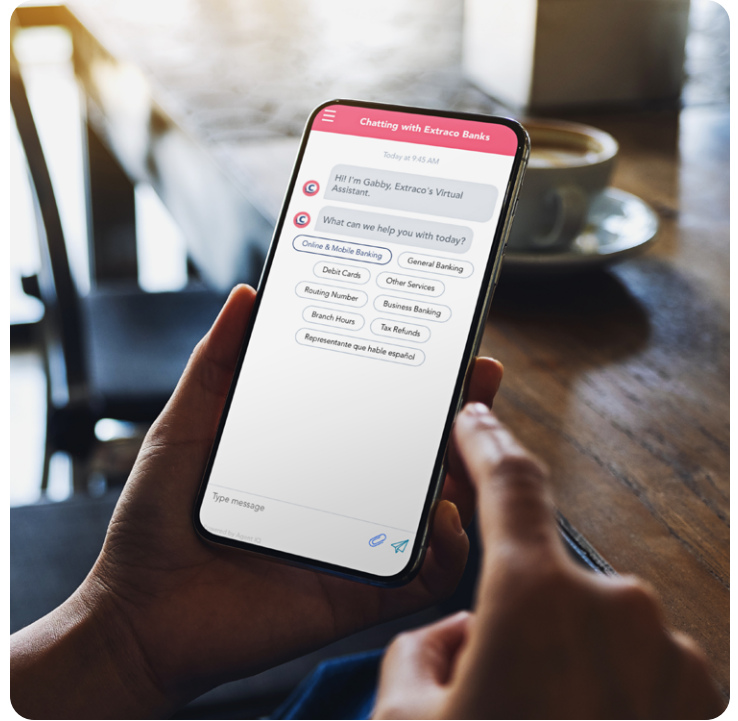 Chatting with Extraco Banks
Today at 9:45 AM
Hi! I'm Gabby, Extraco's Virtual
Assistant.
What can we help you with today?
Online & Mobile Banking
General Banking
Debit Cards
Other Services
Routing Number
Business Banking
Branch Hours
Tax Refunds
Representante que hable español
Type message